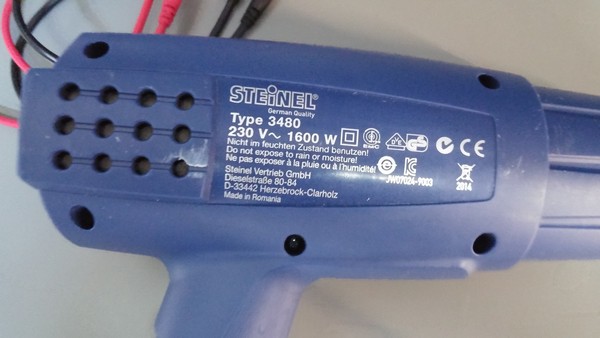 STEINEL®
German Quality
Type 3480
230 V~ 1600 W
Nicht im feuchten Zustand benutzen!
Do not expose to rain or moisture!
Ne pas exposer à la pluie ou à l'humidité!
Steinel Vertrieb GmbH
Dieselstraße 80-84
D-33442 Herzebrock-Clarholz
Made in Romania
JW07024-9003
2014
CE